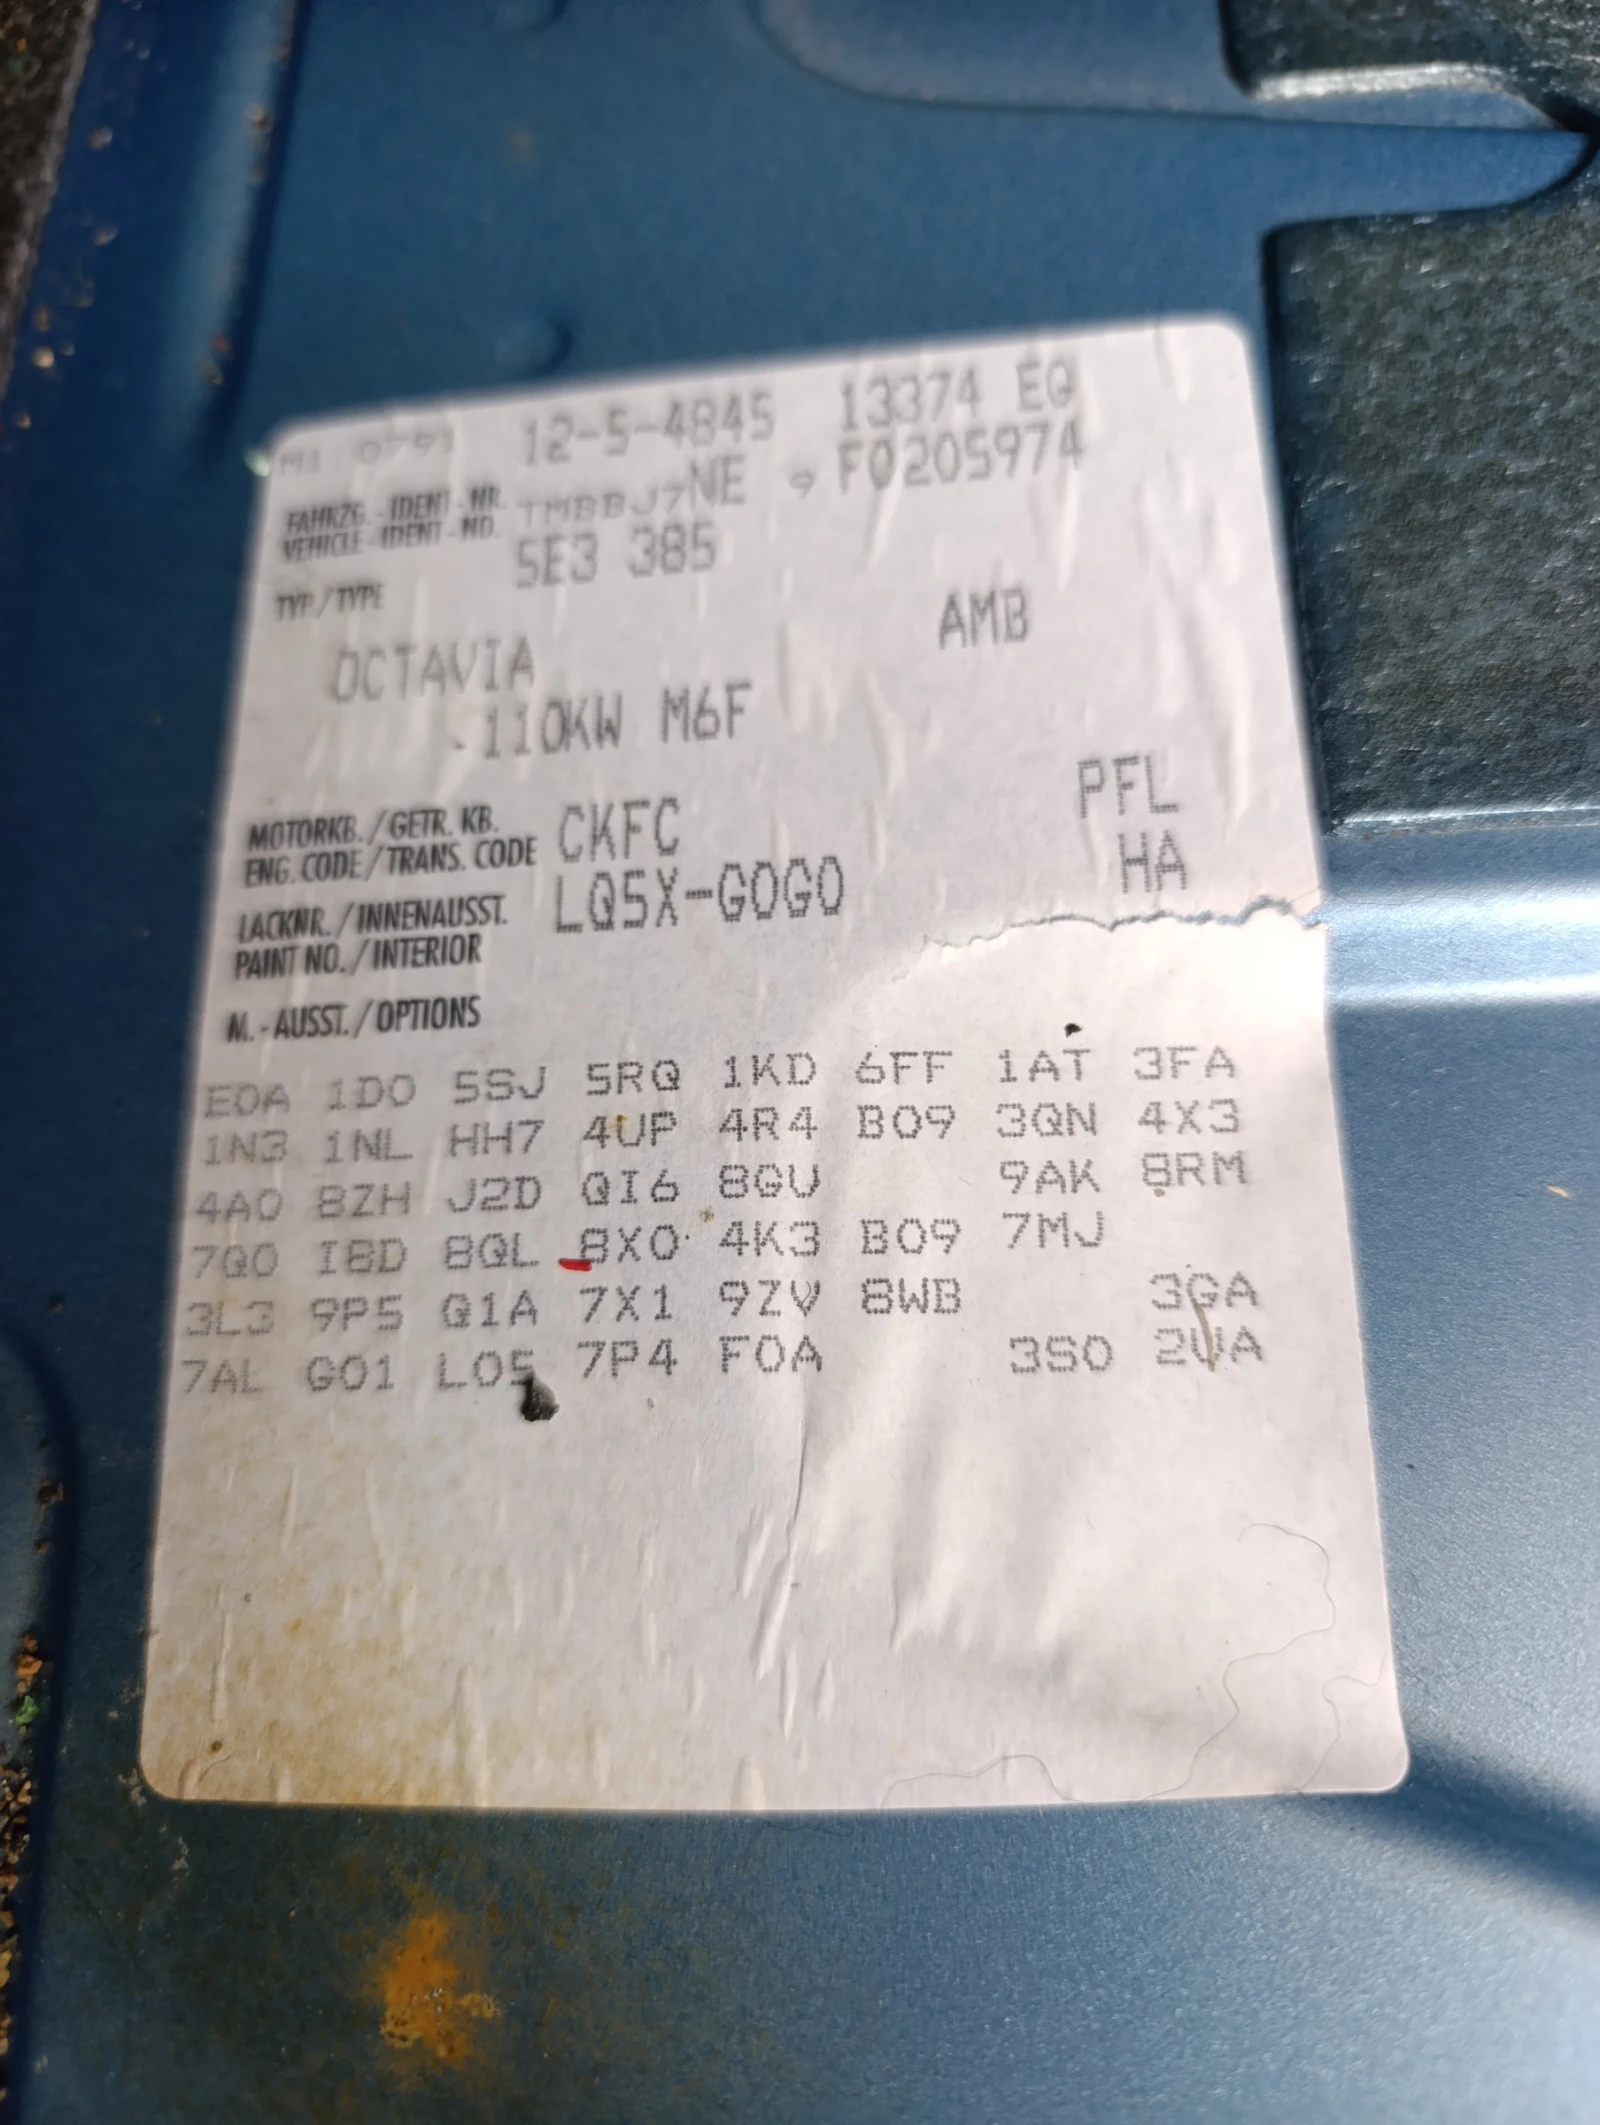 12-5-4845 13374 EQ
FAHRZG.-IDENT-NR. TMBBJ7NE 9 F0205974
VEHICLE-IDENT-NO.
TYP/TYPE 5E3 385
OCTAVIA AMB
110KW M6F
MOTORKB./GETR. KB. CKFC PFL
ENG. CODE/TRANS. CODE
LACKNR./INNENAUSST. LQ5X-GOGO HA
PAINT NO./INTERIOR
M.-AUSST./OPTIONS
E0A 1D0 5SJ 5RQ 1KD 6FF 1AT 3FA
1N3 1NL HH7 4UP 4R4 B09 3QN 4X3
4A0 8ZH J2D QI6 8GU 9AK 8RM
7Q0 I8D 8QL 8X0 4K3 B09 7MJ
3L3 9P5 Q1A 7X1 9ZV 8WB 3GA
7AL G01 L05 7P4 F0A 3S0 2UA